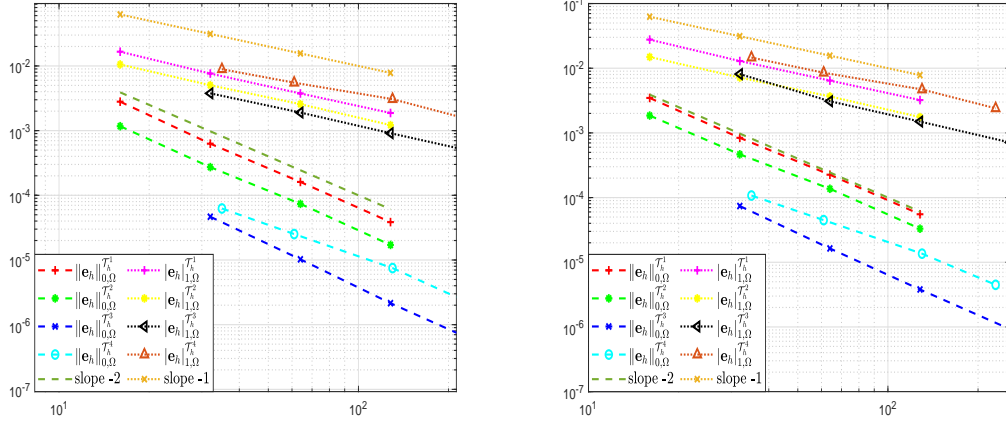 10^{-2}
10^{-3}
10^{-4}
10^{-5}
10^{-6}
10^{-7}
10^1
10^2
‖e_h‖_{0,Ω}^{𝒯_h^1} |e_h|_{1,Ω}^{𝒯_h^1}
‖e_h‖_{0,Ω}^{𝒯_h^2} |e_h|_{1,Ω}^{𝒯_h^2}
‖e_h‖_{0,Ω}^{𝒯_h^3} |e_h|_{1,Ω}^{𝒯_h^3}
‖e_h‖_{0,Ω}^{𝒯_h^4} |e_h|_{1,Ω}^{𝒯_h^4}
slope -2 slope -1
10^{-1}
10^{-2}
10^{-3}
10^{-4}
10^{-5}
10^{-6}
10^{-7}
10^1
10^2
‖e_h‖_{0,Ω}^{𝒯_h^1} |e_h|_{1,Ω}^{𝒯_h^1}
‖e_h‖_{0,Ω}^{𝒯_h^2} |e_h|_{1,Ω}^{𝒯_h^2}
‖e_h‖_{0,Ω}^{𝒯_h^3} |e_h|_{1,Ω}^{𝒯_h^3}
‖e_h‖_{0,Ω}^{𝒯_h^4} |e_h|_{1,Ω}^{𝒯_h^4}
slope -2 slope -1